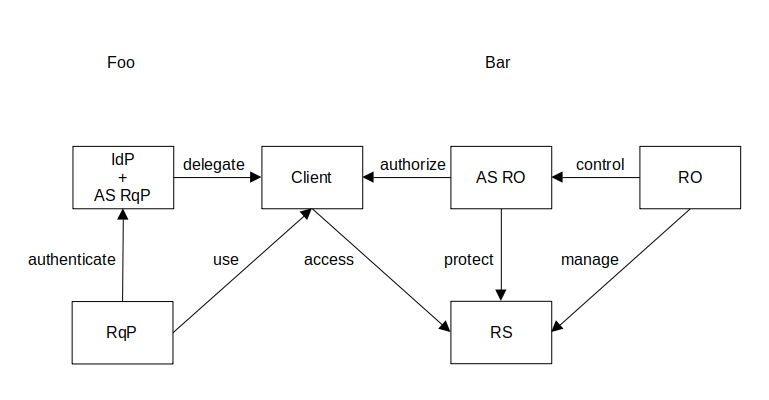 Foo
Bar
IdP
+
AS RqP
delegate
Client
authorize
AS RO
control
RO
authenticate
use
access
protect
manage
RqP
RS